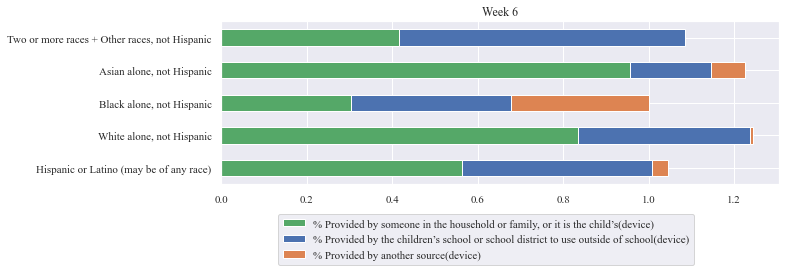 Week 6
Two or more races + Other races, not Hispanic
Asian alone, not Hispanic
Black alone, not Hispanic
White alone, not Hispanic
Hispanic or Latino (may be of any race)
0.0 0.2 0.4 0.6 0.8 1.0 1.2
% Provided by someone in the household or family, or it is the child’s(device)
% Provided by the children’s school or school district to use outside of school(device)
% Provided by another source(device)